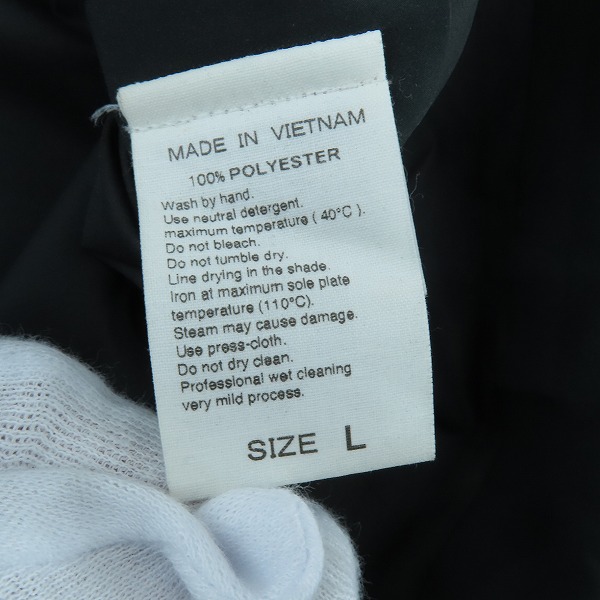 MADE IN VIETNAM
100% POLYESTER
Wash by hand.
Use neutral detergent.
maximum temperature ( 40°C ).
Do not bleach.
Do not tumble dry.
Line drying in the shade.
Iron at maximum sole plate
temperature (110°C).
Steam may cause damage.
Use press-cloth.
Do not dry clean.
Professional wet cleaning
very mild process.
SIZE L